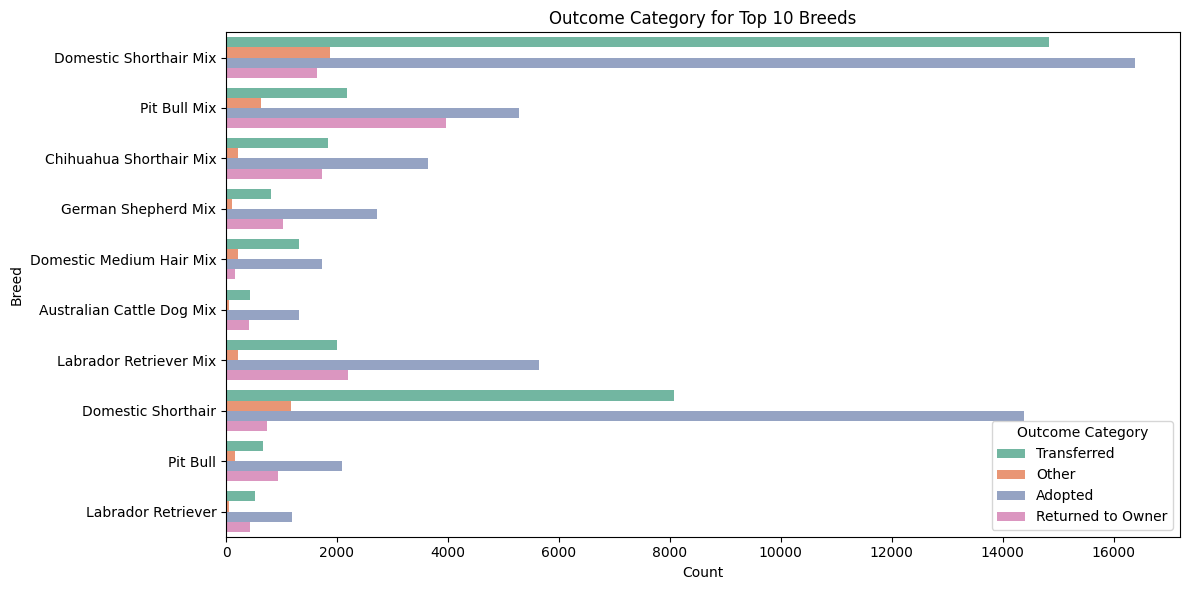 Outcome Category for Top 10 Breeds
Breed
Domestic Shorthair Mix
Pit Bull Mix
Chihuahua Shorthair Mix
German Shepherd Mix
Domestic Medium Hair Mix
Australian Cattle Dog Mix
Labrador Retriever Mix
Domestic Shorthair
Pit Bull
Labrador Retriever
Outcome Category
Transferred
Other
Adopted
Returned to Owner
0 2000 4000 6000 8000 10000 12000 14000 16000
Count